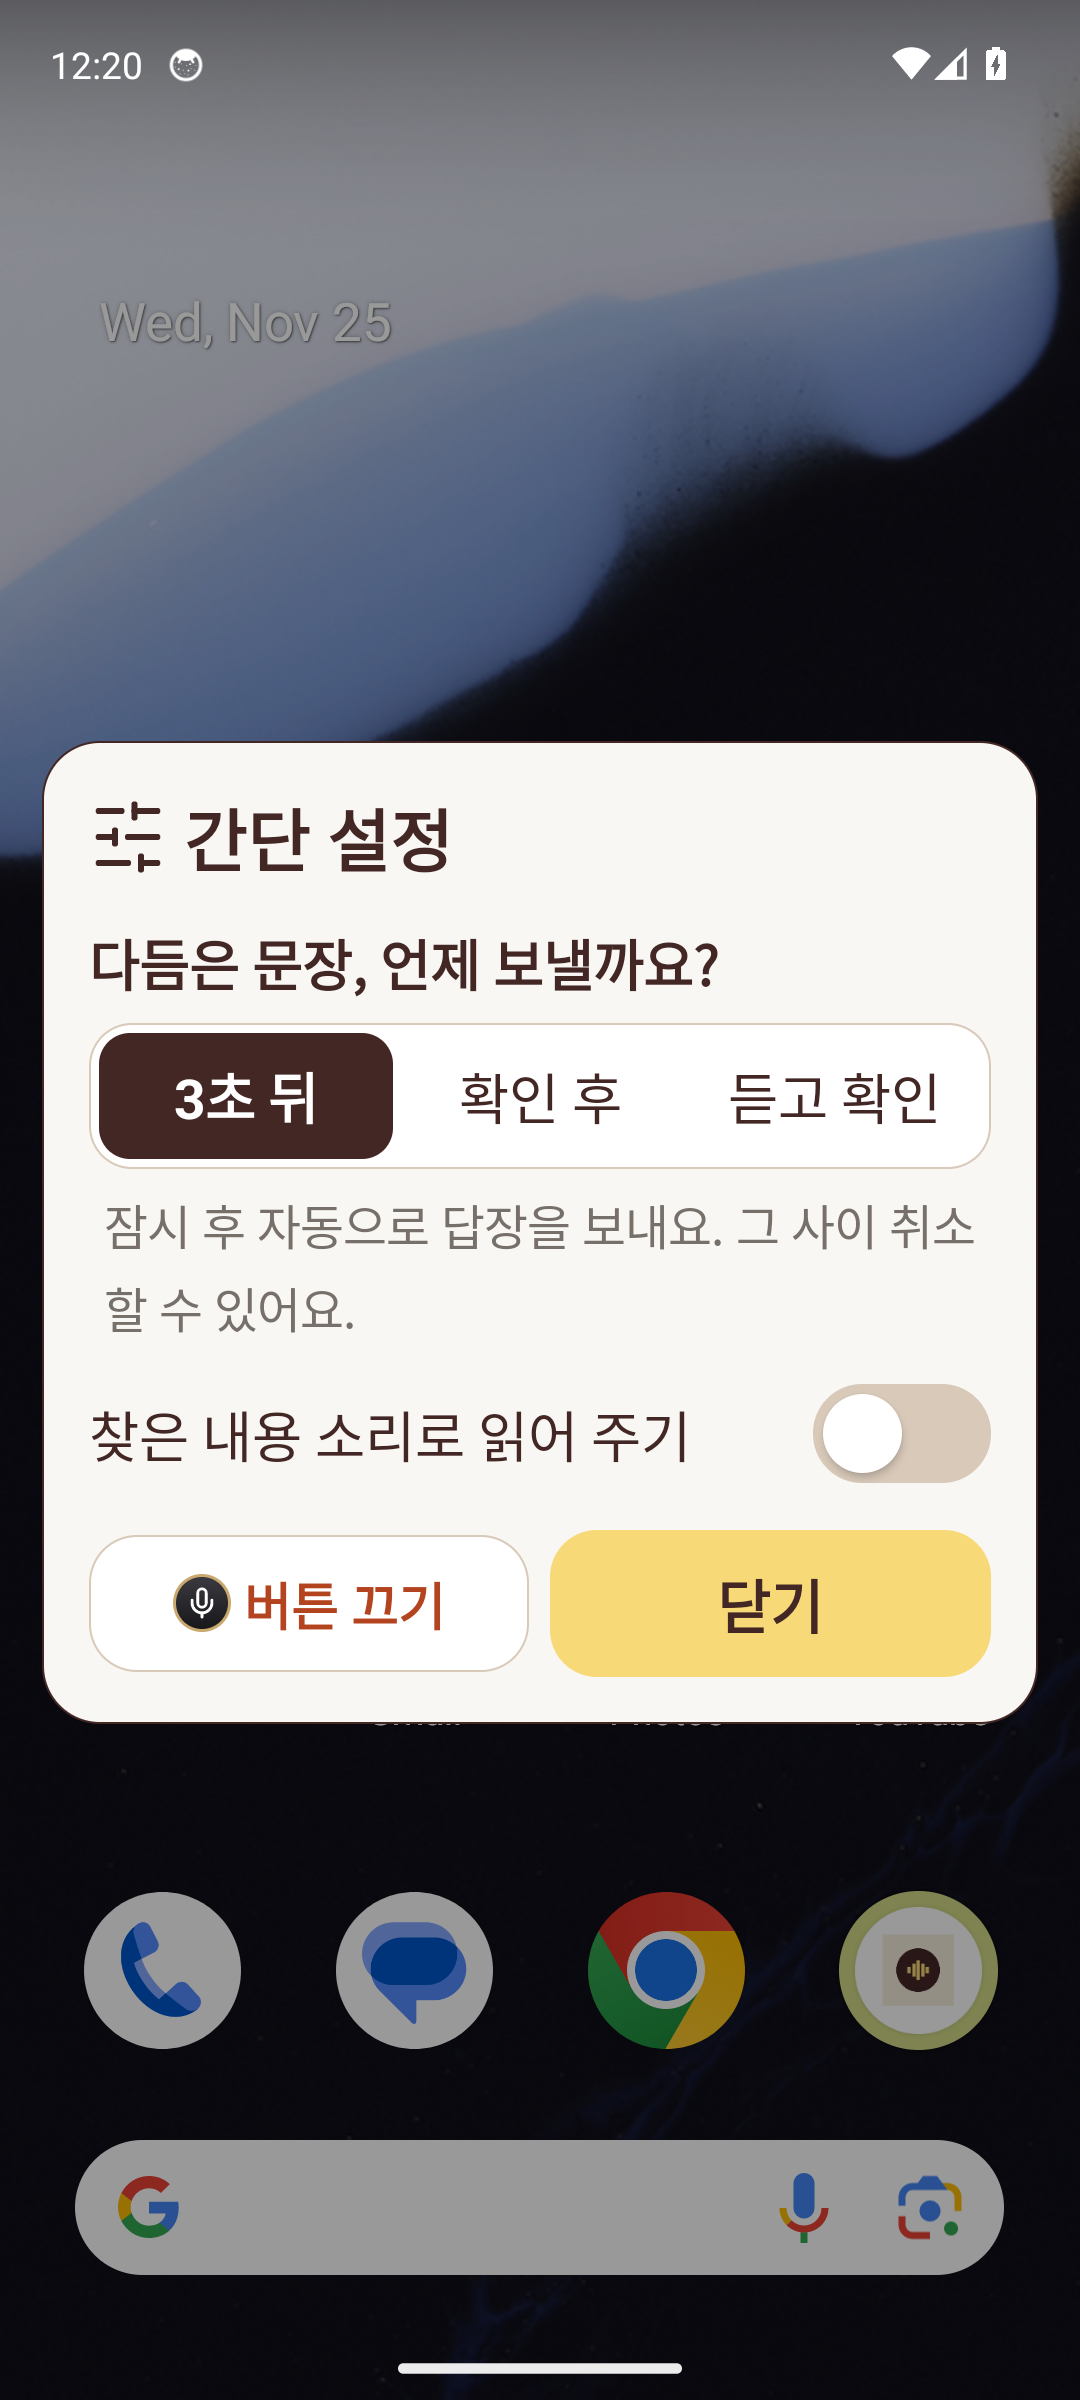 12:20
Wed, Nov 25
간단 설정
다듬은 문장, 언제 보낼까요?
3초 뒤
확인 후
듣고 확인
잠시 후 자동으로 답장을 보내요. 그 사이 취소
할 수 있어요.
찾은 내용 소리로 읽어 주기
버튼 끄기
닫기